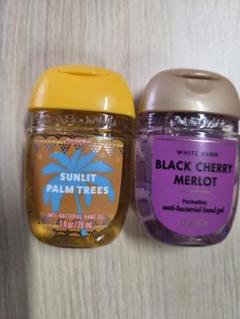 PocketBac
SUNLIT
PALM TREES
ANTI-BACTERIAL HAND GEL
1 fl oz / 29 mL
WHITE BARN
BLACK CHERRY
MERLOT
PocketBac
anti-bacterial hand gel